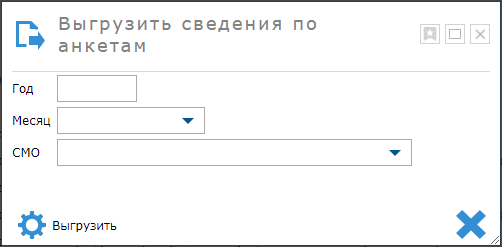 Выгрузить сведения по
анкетам
Год
Месяц
СМО
Выгрузить